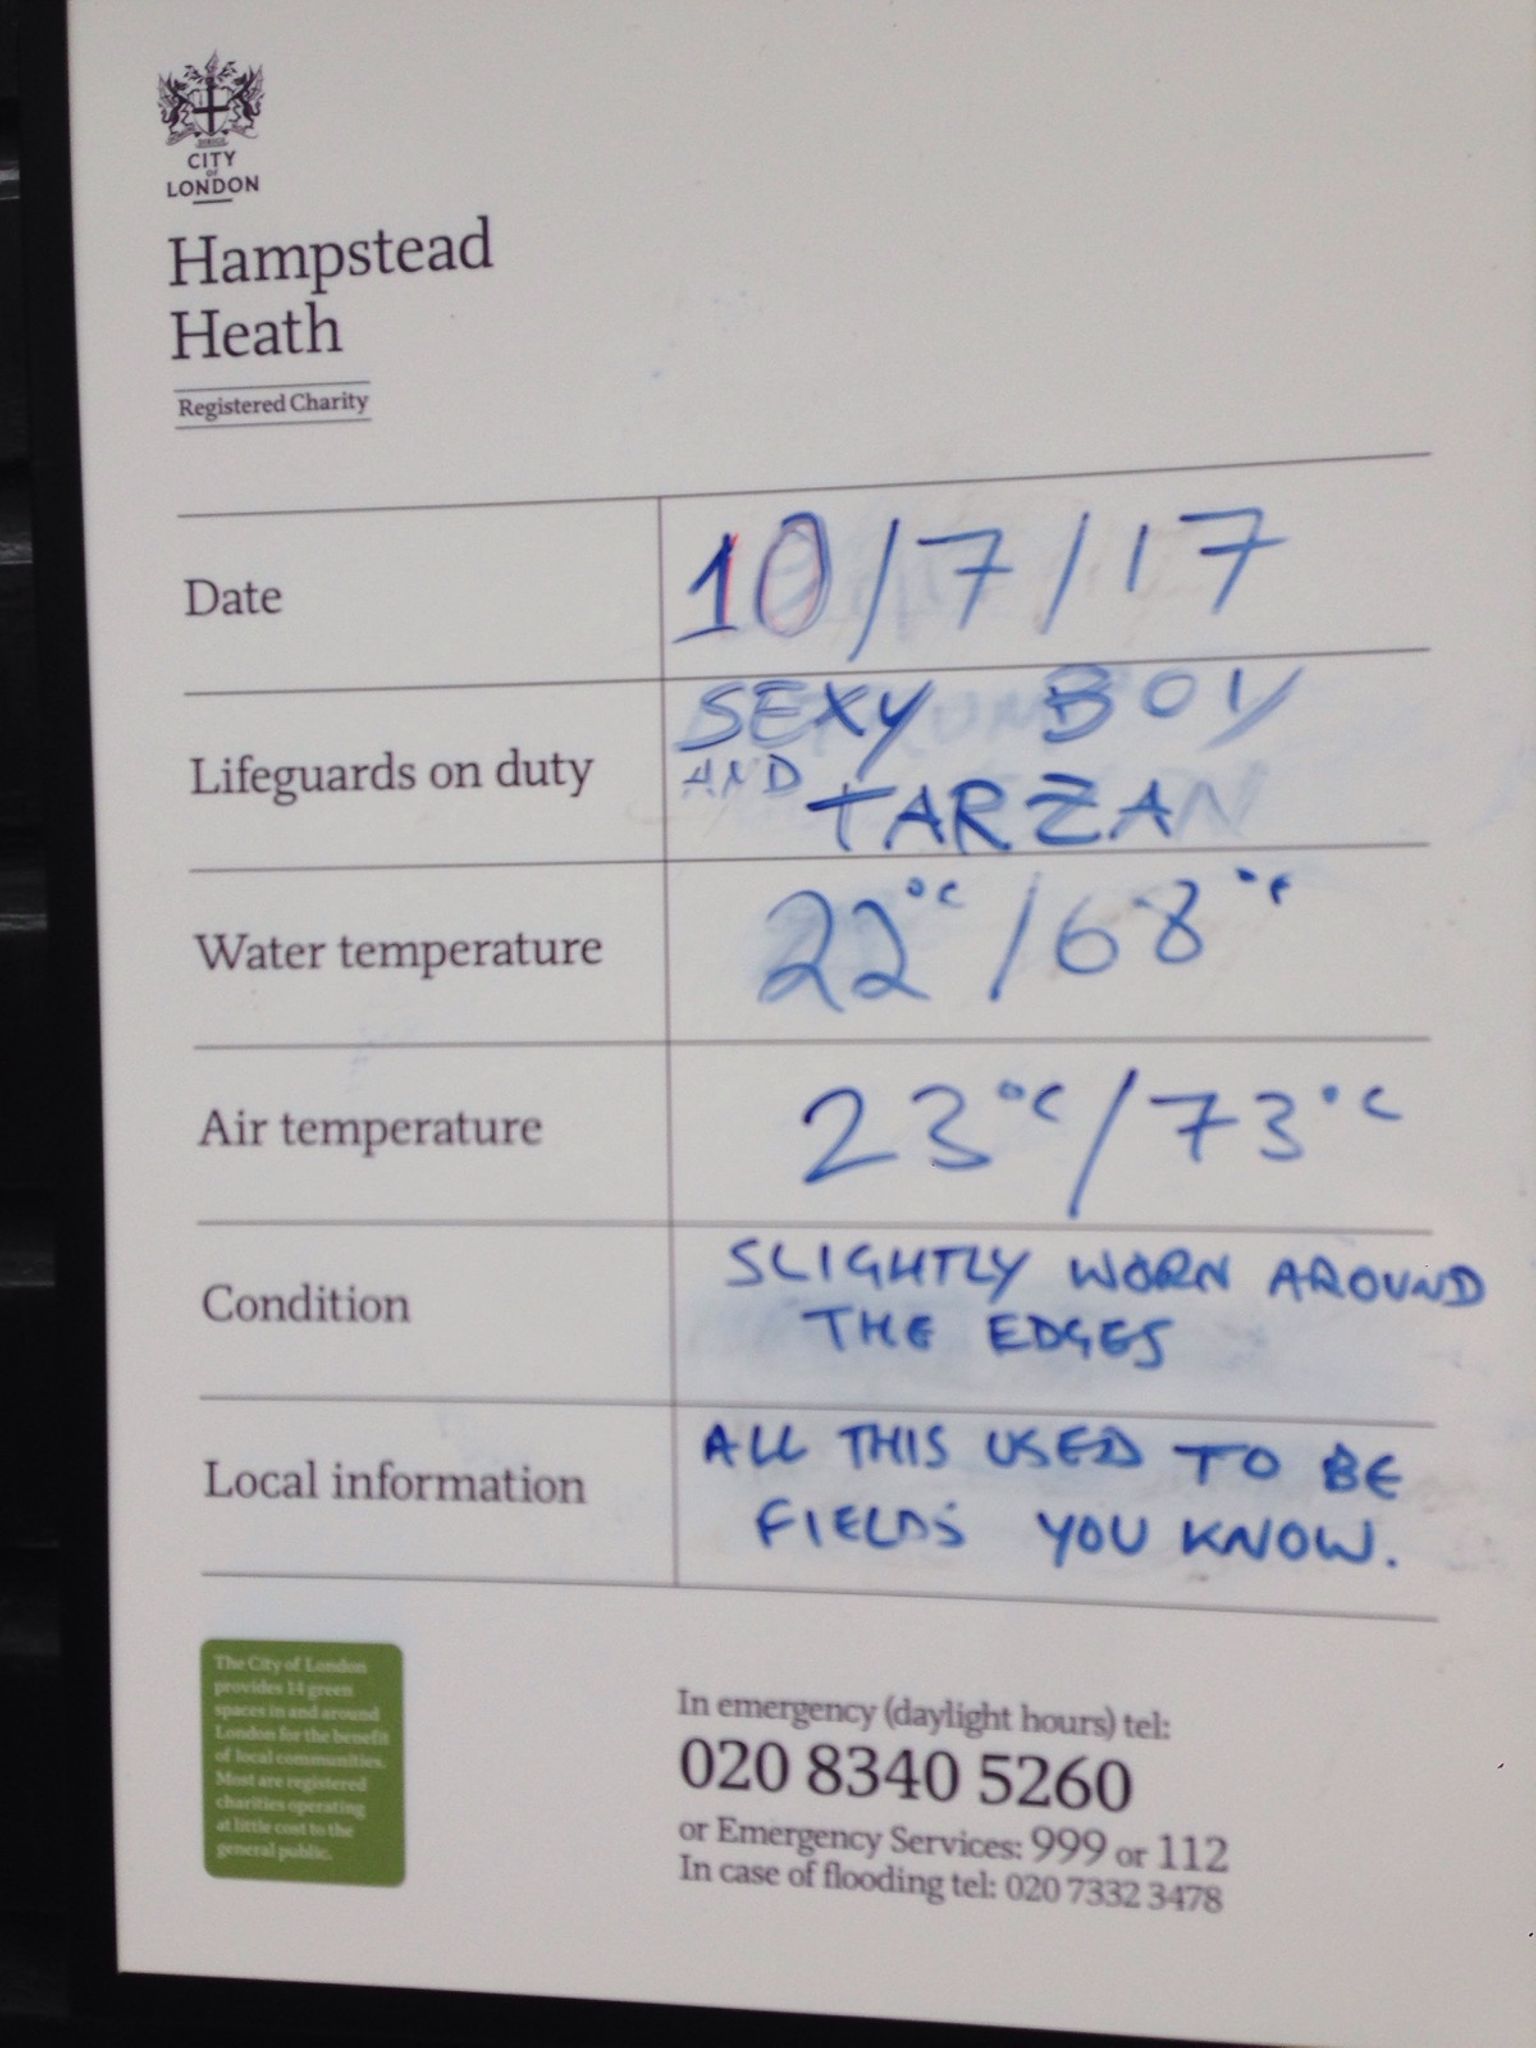 CITY
OF
LONDON
Hampstead
Heath
Registered Charity
Date
10/7/17
Lifeguards on duty
SEXY BOY
AND TARZAN
Water temperature
22°C/68°F
Air temperature
23°C/73°C
Condition
SLIGHTLY WORN AROUND
THE EDGES
Local information
ALL THIS USED TO BE
FIELDS YOU KNOW.
The City of London
provides 14 green
spaces in and around
London for the benefit
of local communities.
Most are registered
charities operating
at little cost to the
general public.
In emergency (daylight hours) tel:
020 8340 5260
or Emergency Services: 999 or 112
In case of flooding tel: 020 7332 3478